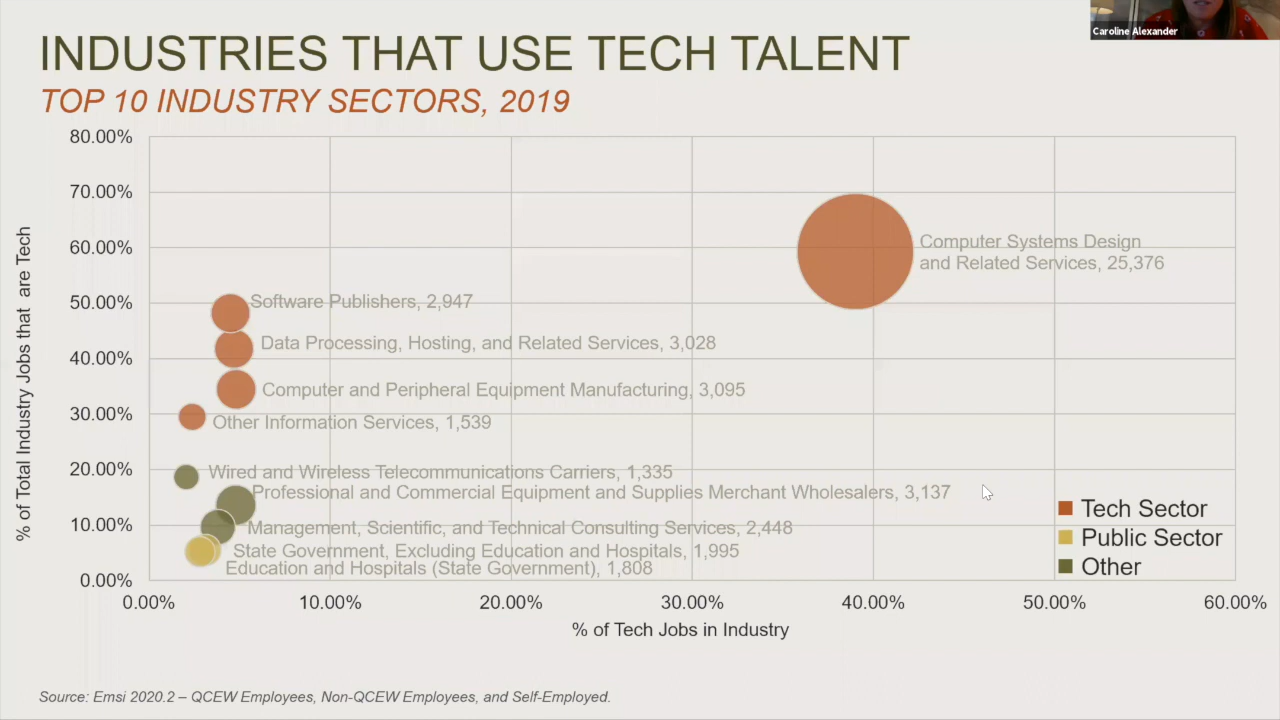 Caroline Alexander
INDUSTRIES THAT USE TECH TALENT
TOP 10 INDUSTRY SECTORS, 2019
% of Total Industry Jobs that are Tech
80.00%
70.00%
60.00%
50.00%
40.00%
30.00%
20.00%
10.00%
0.00%
Computer Systems Design
and Related Services, 25,376
Software Publishers, 2,947
Data Processing, Hosting, and Related Services, 3,028
Computer and Peripheral Equipment Manufacturing, 3,095
Other Information Services, 1,539
Wired and Wireless Telecommunications Carriers, 1,335
Professional and Commercial Equipment and Supplies Merchant Wholesalers, 3,137
Management, Scientific, and Technical Consulting Services, 2,448
State Government, Excluding Education and Hospitals, 1,995
Education and Hospitals (State Government), 1,808
Tech Sector
Public Sector
Other
0.00%
10.00%
20.00%
30.00%
40.00%
50.00%
60.00%
% of Tech Jobs in Industry
Source: Emsi 2020.2 – QCEW Employees, Non-QCEW Employees, and Self-Employed.